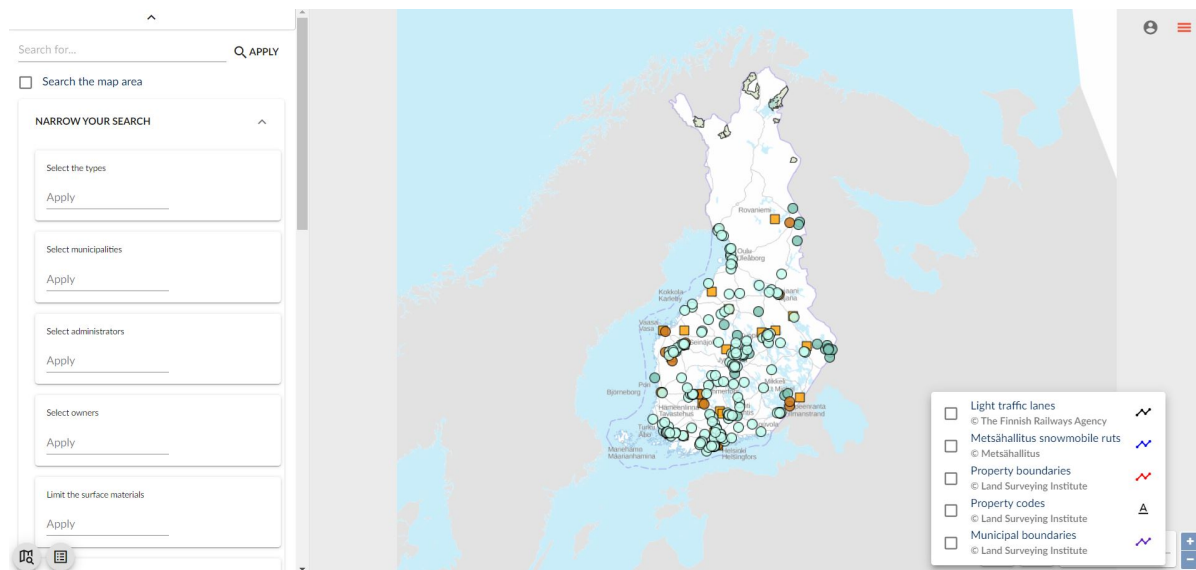 Search for...
APPLY
Search the map area
NARROW YOUR SEARCH
Select the types
Apply
Select municipalities
Apply
Select administrators
Apply
Select owners
Apply
Limit the surface materials
Apply
Rovaniemi
Oulu
Uleåborg
Kokkola
Karleby
Vaasa
Vasa
Seinäjoki
Pori
Björneborg
Mikkeli
Hämeenlinna
Tavastehus
Turku
Åbo
Maarianhamina
Helsinki
Helsingfors
Light traffic lanes
© The Finnish Railways Agency
Metsähallitus snowmobile ruts
© Metsähallitus
Property boundaries
© Land Surveying Institute
Property codes
A
© Land Surveying Institute
Municipal boundaries
© Land Surveying Institute
+
−